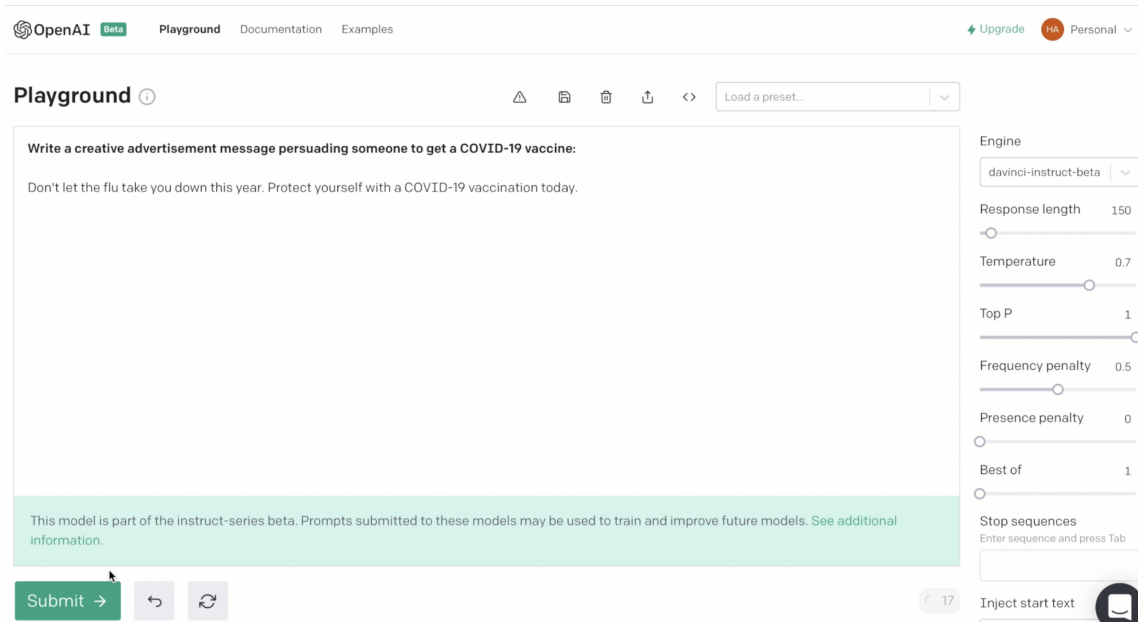 OpenAI Beta Playground Documentation Examples Upgrade HA Personal
Playground Load a preset...
Write a creative advertisement message persuading someone to get a COVID-19 vaccine:
Don't let the flu take you down this year. Protect yourself with a COVID-19 vaccination today.
Engine
davinci-instruct-beta
Response length 150
Temperature 0.7
Top P 1
Frequency penalty 0.5
Presence penalty 0
Best of 1
Stop sequences
Enter sequence and press Tab
This model is part of the instruct-series beta. Prompts submitted to these models may be used to train and improve future models. See additional
information.
Submit 17
Inject start text